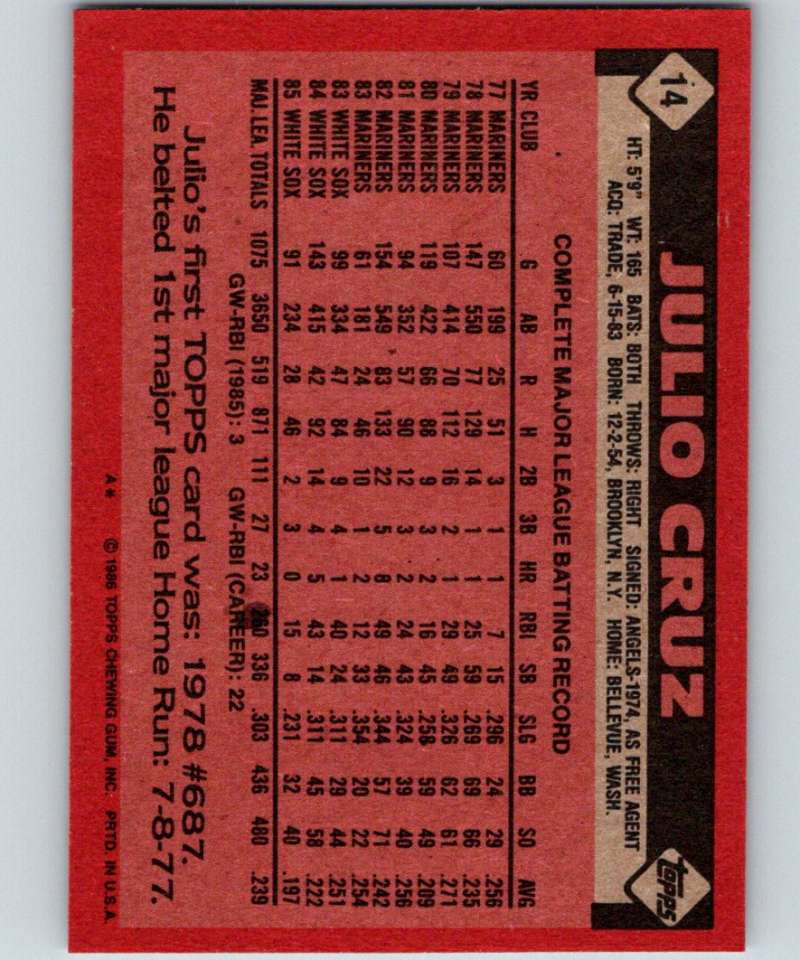 14
JULIO CRUZ
TOPPS
HT: 5'9" WT: 165 BATS: BOTH THROWS: RIGHT SIGNED: ANGELS-1974, AS FREE AGENT
ACQ: TRADE, 6-15-83 BORN: 12-2-54, BROOKLYN, N.Y. HOME: BELLEVUE, WASH.
COMPLETE MAJOR LEAGUE BATTING RECORD
YR CLUB G AB R H 2B 3B HR RBI SB SLG BB SO AVG
77 MARINERS 60 199 25 51 3 1 1 7 15 .296 24 29 .256
78 MARINERS 147 550 77 129 14 1 1 25 59 .269 69 66 .235
79 MARINERS 107 414 70 112 16 2 1 29 49 .326 62 61 .271
80 MARINERS 119 422 66 88 9 3 2 16 45 .258 59 49 .209
81 MARINERS 94 352 57 90 12 3 2 24 43 .324 39 40 .256
82 MARINERS 154 549 83 133 22 5 8 49 46 .344 57 71 .242
83 MARINERS 61 181 24 46 10 1 2 12 33 .354 20 22 .254
83 WHITE SOX 99 334 47 84 9 4 1 40 24 .311 29 44 .251
84 WHITE SOX 143 415 42 92 14 4 5 43 14 .311 45 58 .222
85 WHITE SOX 91 234 28 46 2 3 0 15 8 .231 32 40 .197
MAJ. LEA. TOTALS 1075 3650 519 871 111 27 23 336 .303 436 480 .239
GW-RBI (1985): 3 GW-RBI (CAREER): 22
Julio's first TOPPS card was: 1978 #687.
He belted 1st major league Home Run: 7-8-77.
A* © 1986 TOPPS CHEWING GUM, INC. PRTD. IN U.S.A.